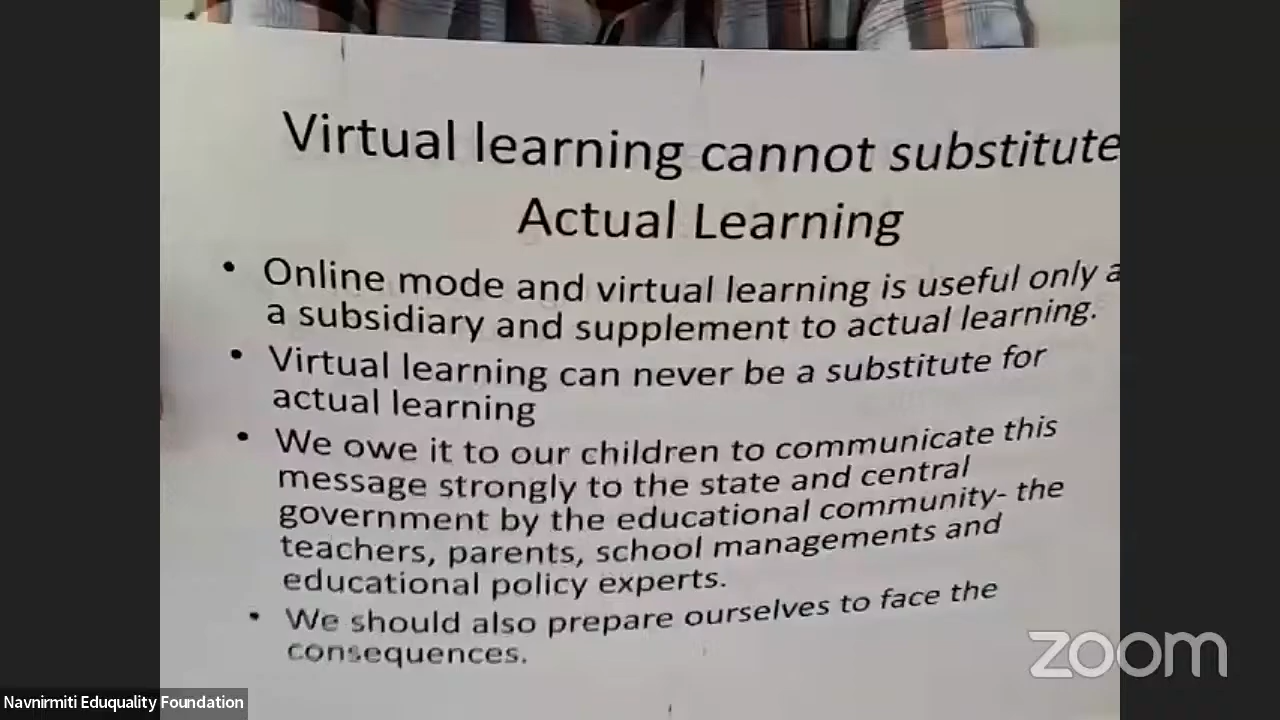 Virtual learning cannot substitute
Actual Learning
• Online mode and virtual learning is useful only
a subsidiary and supplement to actual learning.
• Virtual learning can never be a substitute for
actual learning
• We owe it to our children to communicate this
message strongly to the state and central
government by the educational community- the
teachers, parents, school managements and
educational policy experts.
• We should also prepare ourselves to face the
consequences.
zoom
Navnirmiti Eduquality Foundation